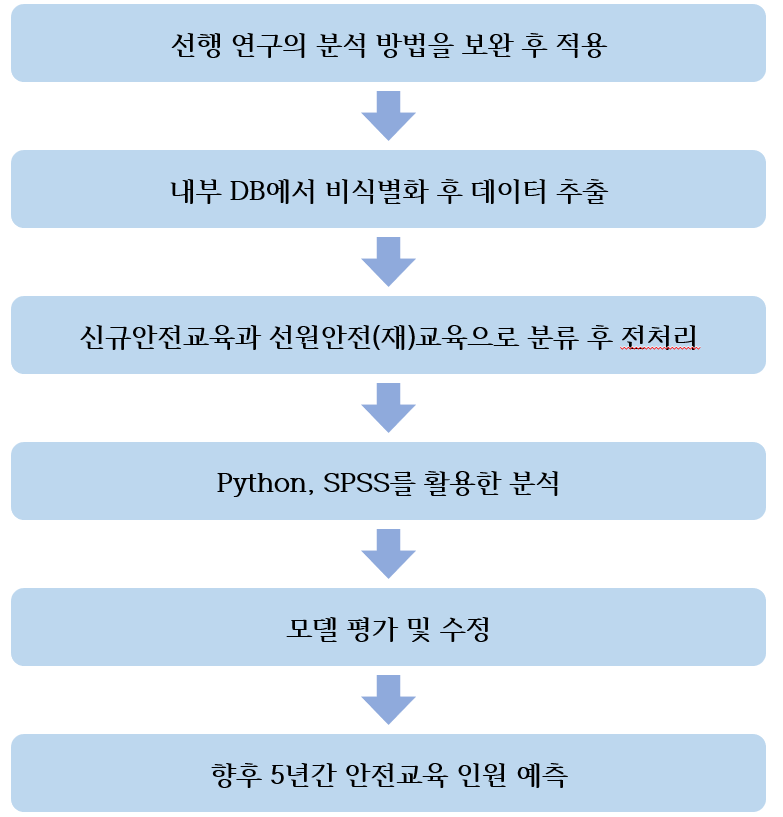 선행 연구의 분석 방법을 보완 후 적용
내부 DB에서 비식별화 후 데이터 추출
신규안전교육과 선원안전(재)교육으로 분류 후 전처리
Python, SPSS를 활용한 분석
모델 평가 및 수정
향후 5년간 안전교육 인원 예측